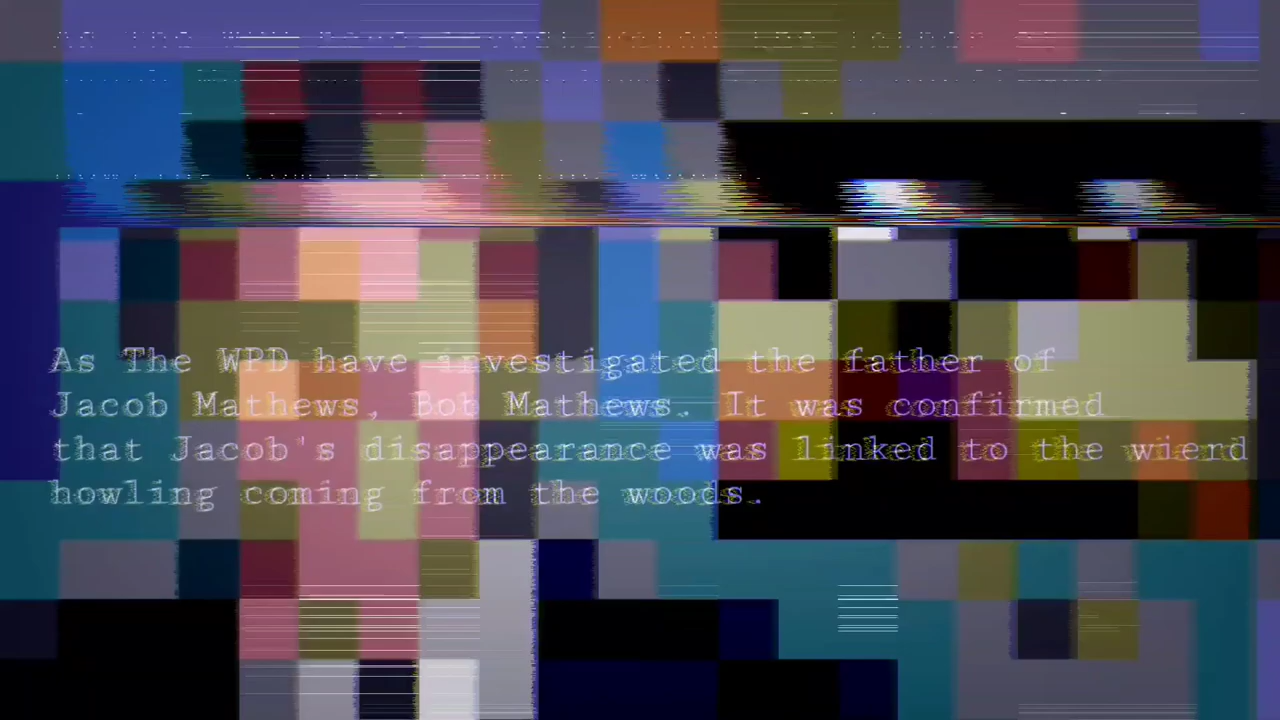 As The WPD have investigated the father of
Jacob Mathews, Bob Mathews. It was confirmed
that Jacob's disappearance was linked to the wierd
howling coming from the woods.